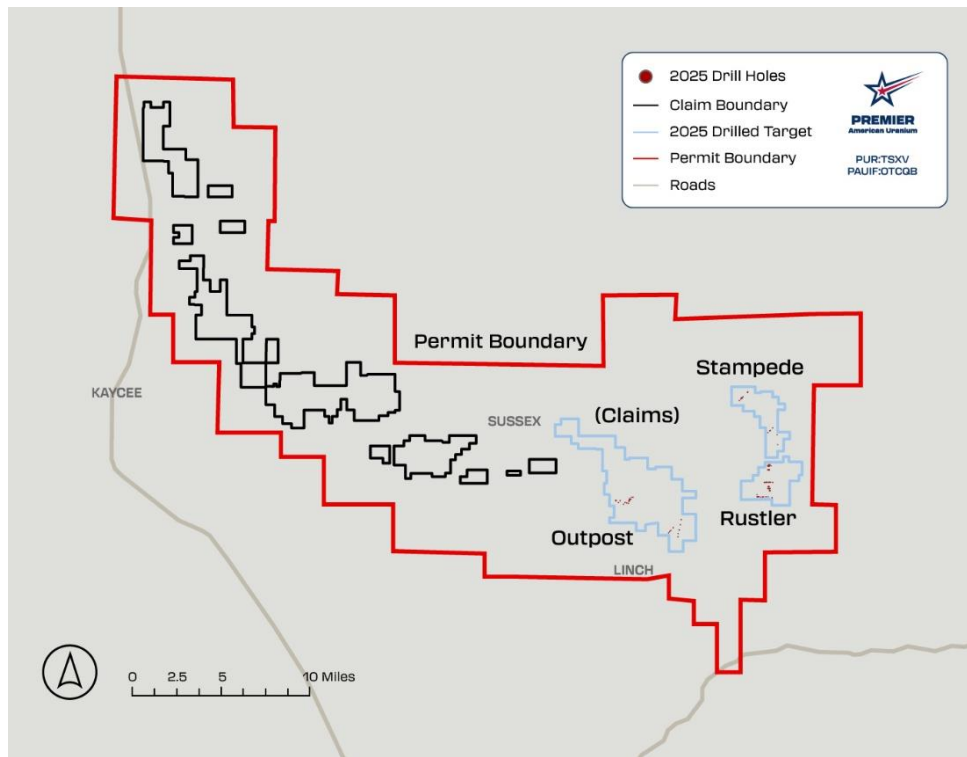 2025 Drill Holes
Claim Boundary
2025 Drilled Target
Permit Boundary
Roads
PREMIER
American Uranium
PUR:TSXV
PAUIF:OTCQB
Permit Boundary
Stampede
KAYCEE
(Claims)
SUSSEX
Rustler
Outpost
LINCH
0 2.5 5 10 Miles